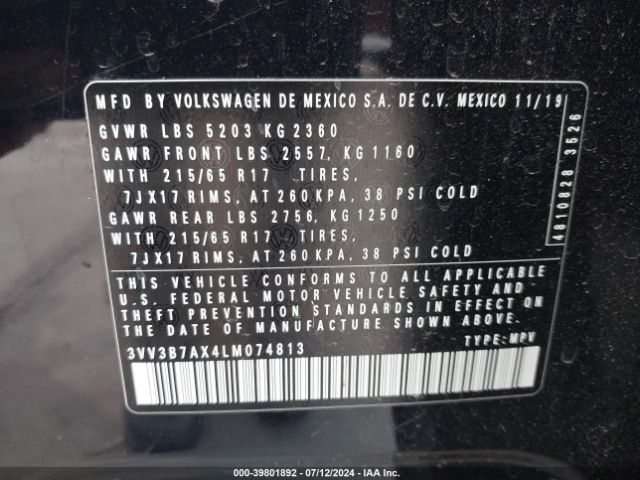 MFD BY VOLKSWAGEN DE MEXICO S.A. DE C.V. MEXICO 11/19
GVWR LBS 5203 KG 2360
GAWR FRONT LBS 2557, KG 1160
WITH 215/65 R17 TIRES,
7JX17 RIMS, AT 260 KPA, 38 PSI COLD
GAWR REAR LBS 2756, KG 1250
WITH 215/65 R17 TIRES,
7JX17 RIMS, AT 260 KPA, 38 PSI COLD
4810828 3526
THIS VEHICLE CONFORMS TO ALL APPLICABLE
U.S. FEDERAL MOTOR VEHICLE SAFETY AND
THEFT PREVENTION STANDARDS IN EFFECT ON
THE DATE OF MANUFACTURE SHOWN ABOVE.
3VV3B7AX4LM074813 TYPE: MPV
000-39801892 - 07/12/2024 - IAA Inc.